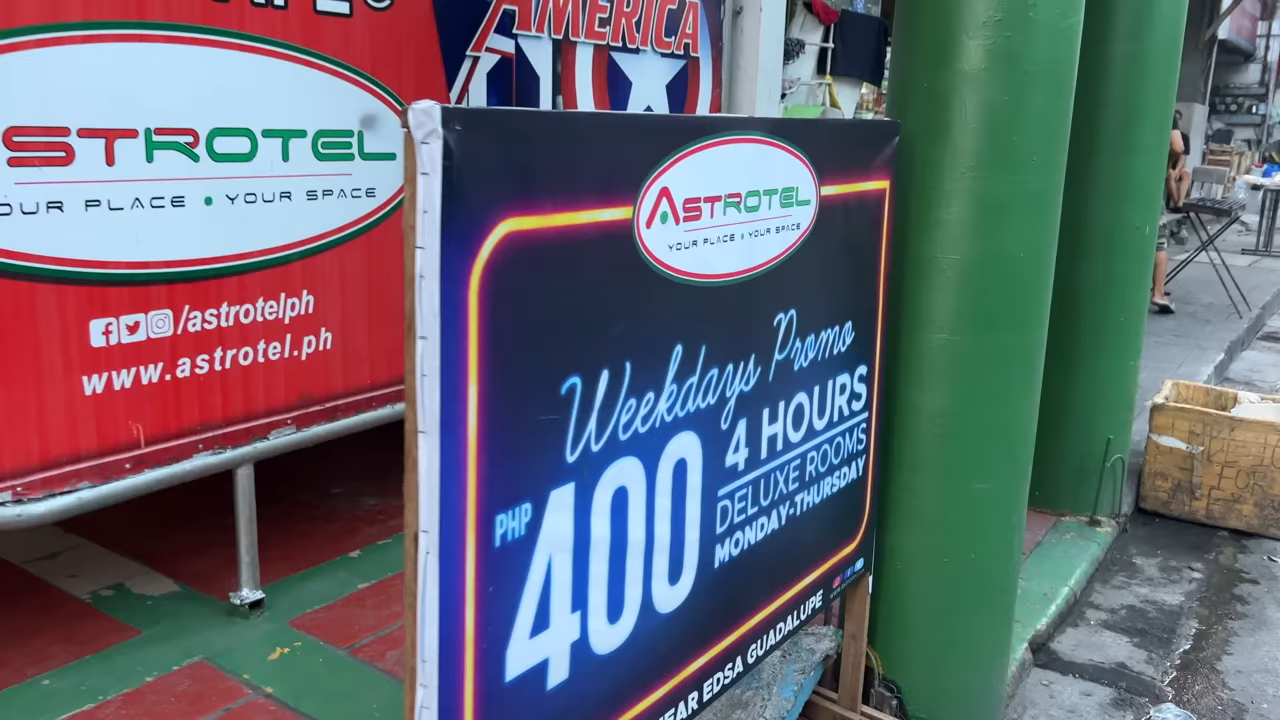 STROTEL
OUR PLACE • YOUR SPACE
/astrotelph
www.astrotel.ph
AMERICA
ASTROTEL
YOUR PLACE • YOUR SPACE
Weekdays Promo
PHP 400
4 HOURS
DELUXE ROOMS
MONDAY-THURSDAY
EAR EDSA GUADALUPE